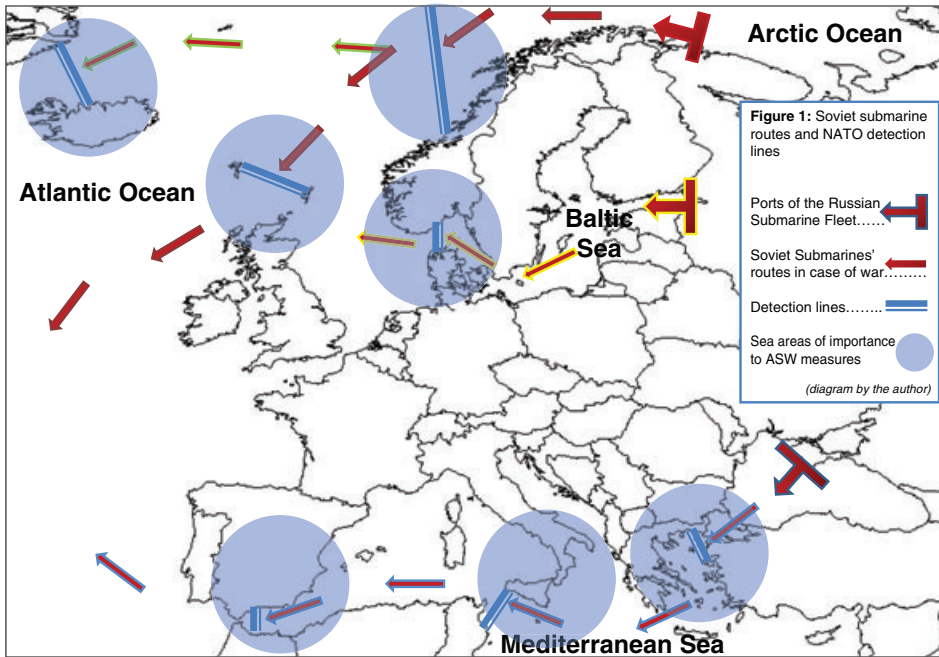 Arctic Ocean
Atlantic Ocean
Baltic
Sea
Mediterranean Sea
Figure 1: Soviet submarine
routes and NATO detection
lines
Ports of the Russian
Submarine Fleet……
Soviet Submarines'
routes in case of war………
Detection lines……..
Sea areas of importance
to ASW measures
(diagram by the author)